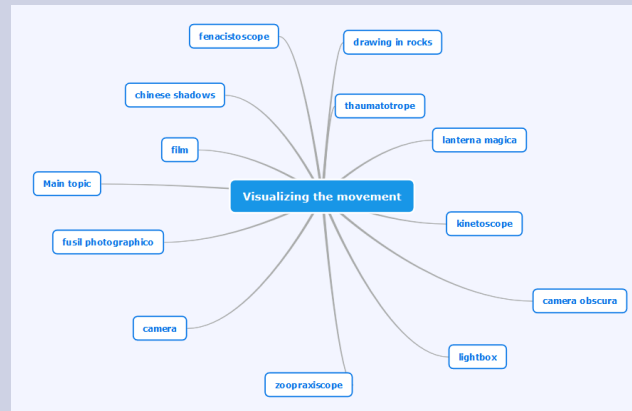 fenacistoscope
drawing in rocks
chinese shadows
thaumatotrope
lanterna magica
film
Main topic
Visualizing the movement
kinetoscope
fusil photographico
camera obscura
camera
lightbox
zoopraxiscope